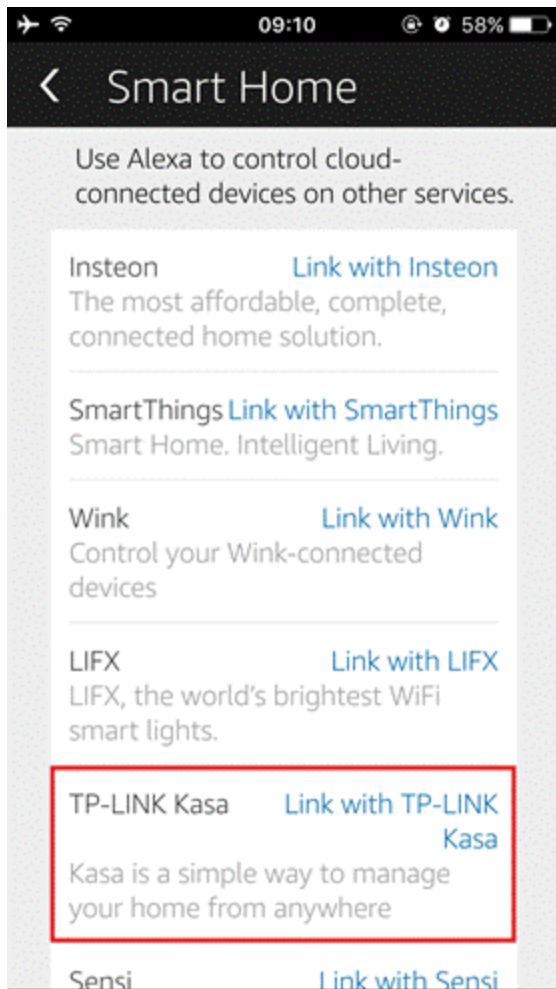 09:10 58%
Smart Home
Use Alexa to control cloud-
connected devices on other services.
Insteon Link with Insteon
The most affordable, complete,
connected home solution.
SmartThings Link with SmartThings
Smart Home. Intelligent Living.
Wink Link with Wink
Control your Wink-connected
devices
LIFX Link with LIFX
LIFX, the world's brightest WiFi
smart lights.
TP-LINK Kasa Link with TP-LINK
Kasa
Kasa is a simple way to manage
your home from anywhere
Sensi Link with Sensi